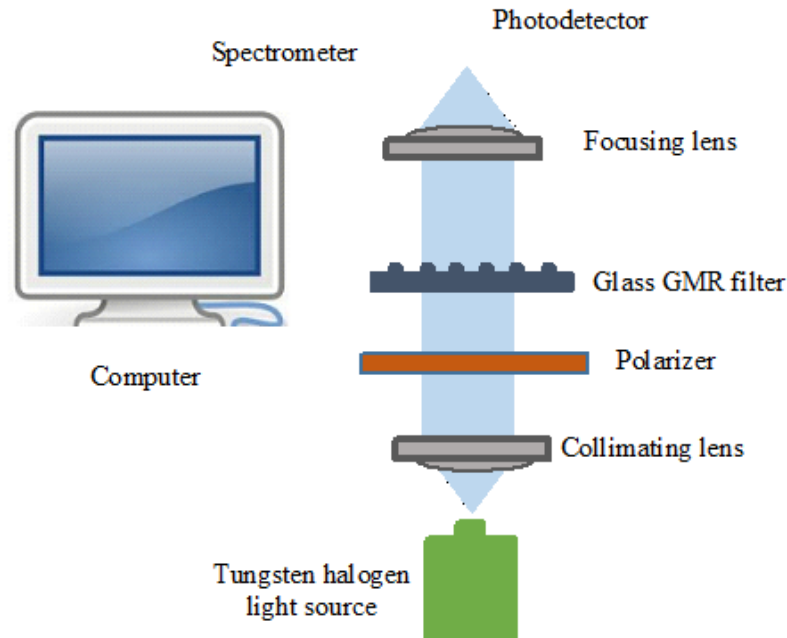 Photodetector
Spectrometer
Focusing lens
Glass GMR filter
Polarizer
Computer
Collimating lens
Tungsten halogen
light source